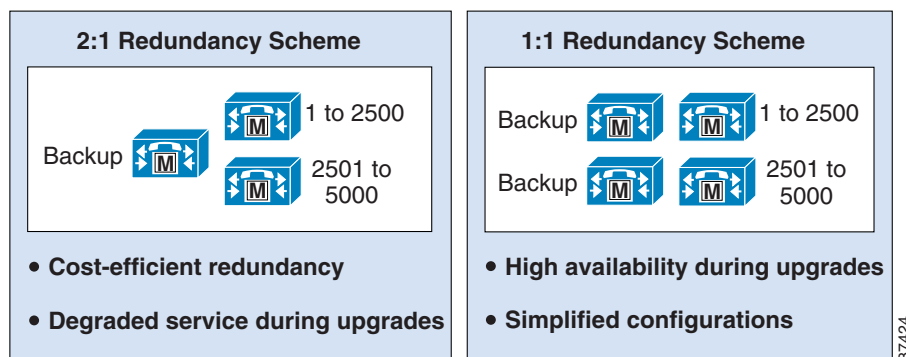 2:1 Redundancy Scheme
Backup
M
M
1 to 2500
M
2501 to
5000
• Cost-efficient redundancy
• Degraded service during upgrades
1:1 Redundancy Scheme
Backup
M
M
1 to 2500
Backup
M
M
2501 to
5000
• High availability during upgrades
• Simplified configurations